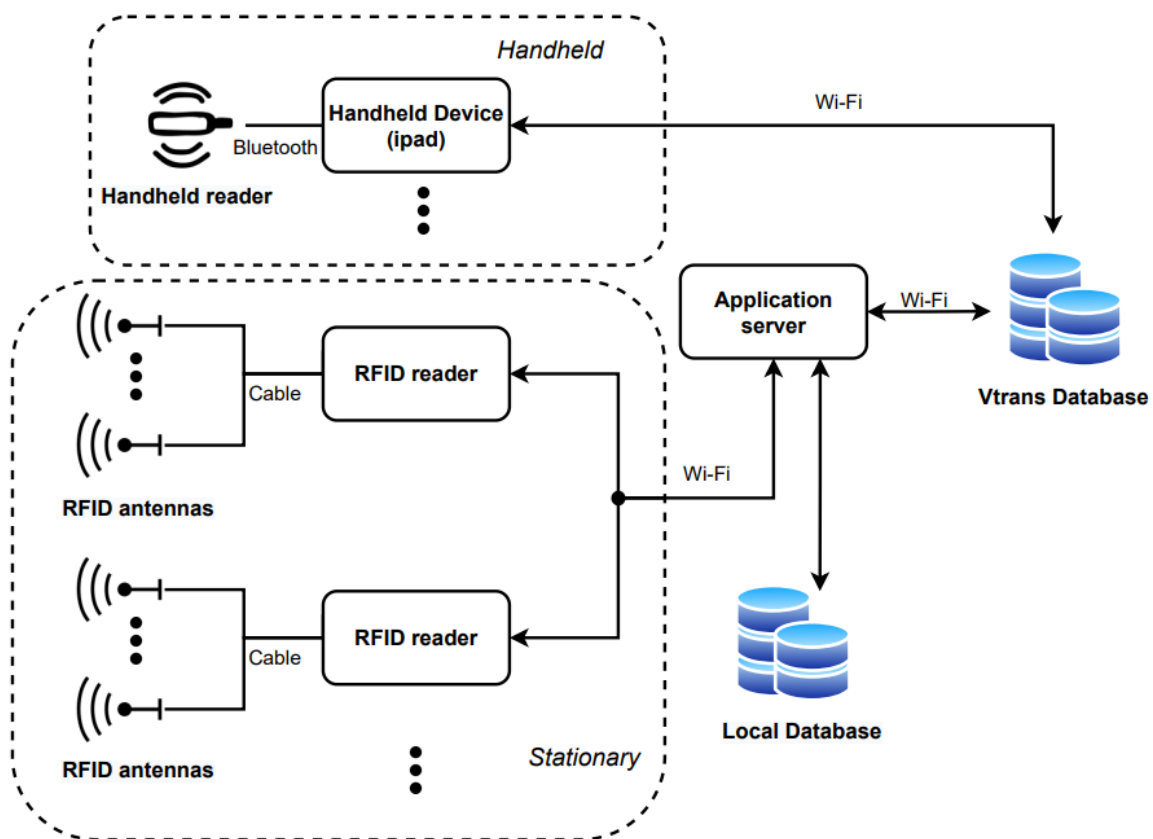 Handheld
Handheld Device
(ipad)
Wi-Fi
Bluetooth
Handheld reader
Application
server
Wi-Fi
Vtrans Database
RFID reader
Cable
RFID antennas
Wi-Fi
RFID reader
Cable
RFID antennas
Local Database
Stationary